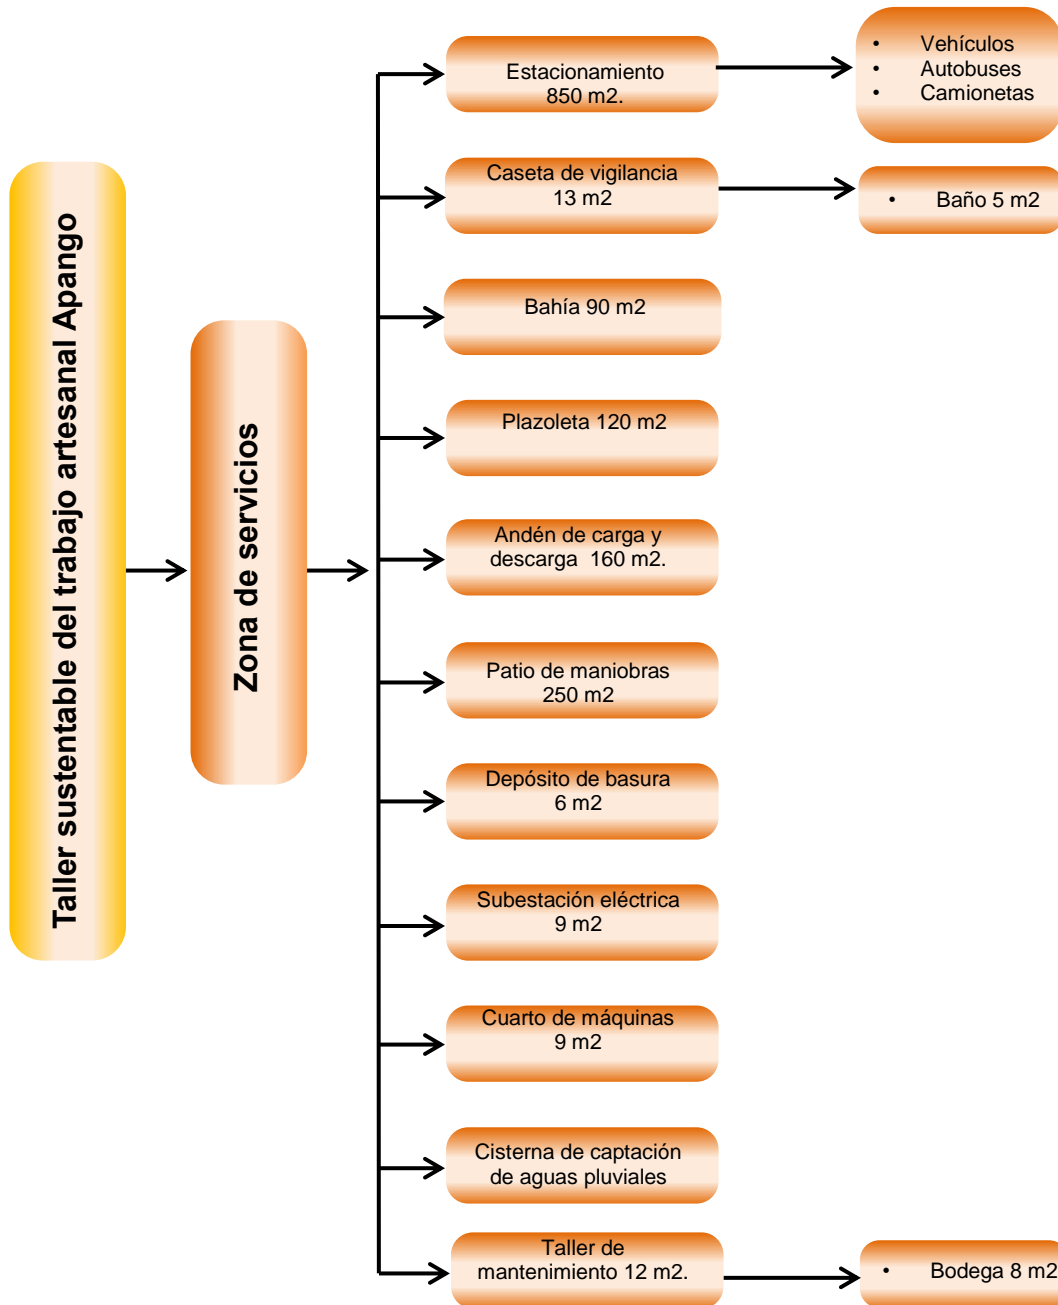 Taller sustentable del trabajo artesanal Apango
Zona de servicios
Estacionamiento
850 m2.
• Vehículos
• Autobuses
• Camionetas
Caseta de vigilancia
13 m2
• Baño 5 m2
Bahía 90 m2
Plazoleta 120 m2
Andén de carga y
descarga 160 m2.
Patio de maniobras
250 m2
Depósito de basura
6 m2
Subestación eléctrica
9 m2
Cuarto de máquinas
9 m2
Cisterna de captación
de aguas pluviales
Taller de
mantenimiento 12 m2.
• Bodega 8 m2